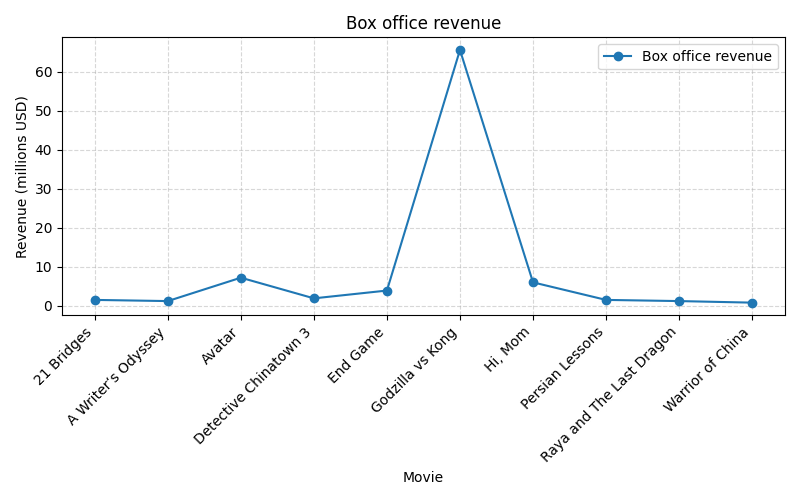 Box office revenue
Box office revenue
Revenue (millions USD)
60
50
40
30
20
10
0
21 Bridges
A Writer’s Odyssey
Avatar
Detective Chinatown 3
End Game
Godzilla vs Kong
Hi, Mom
Persian Lessons
Raya and The Last Dragon
Warrior of China
Movie